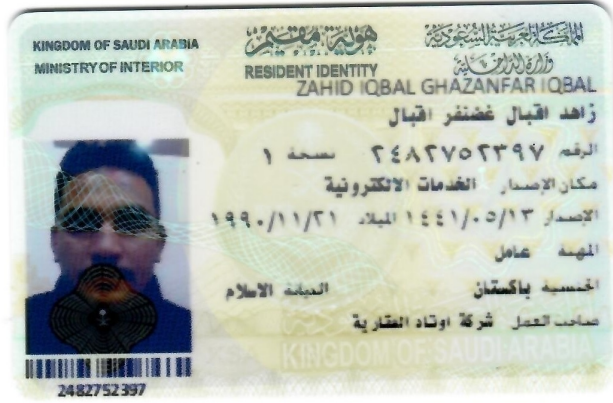 KINGDOM OF SAUDI ARABIA
MINISTRY OF INTERIOR
هوية مقيم
RESIDENT IDENTITY
المملكة العربية السعودية
وزارة الداخلية
ZAHID IQBAL GHAZANFAR IQBAL
زاهد اقبال غضنفر اقبال
الرقم ٢٤٨٢٧٥٢٣٩٧ نسخة ١
مكان الإصدار الخدمات الالكترونية
الإصدار ١٤٤١/٠٥/١٣ الميلاد ١٩٩٠/١١/٢١
المهنة عامل
الجنسية باكستان الديانة الاسلام
صاحب العمل شركة اوتاد العقارية
KINGDOM OF SAUDI ARABIA
2482752397